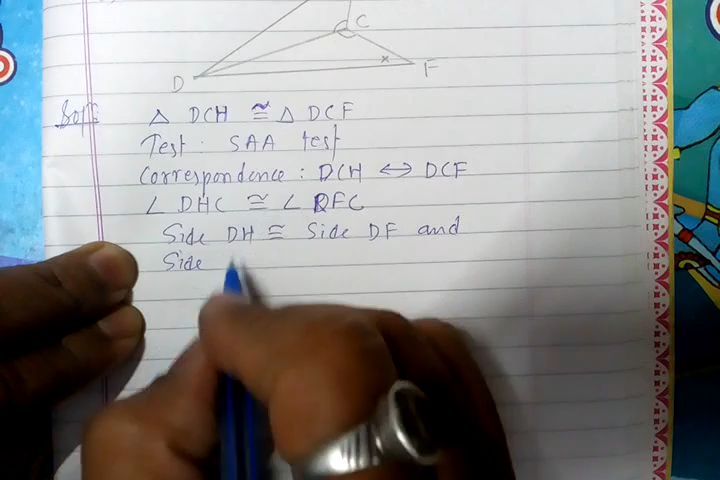 C
D
F
Sol?:
△ DCH ≅ △ DCF
Test . SAA test
Correspondence : DCH ↔ DCF
∠ DHC ≅ ∠ DFC
Side DH ≅ Side DF and
Side